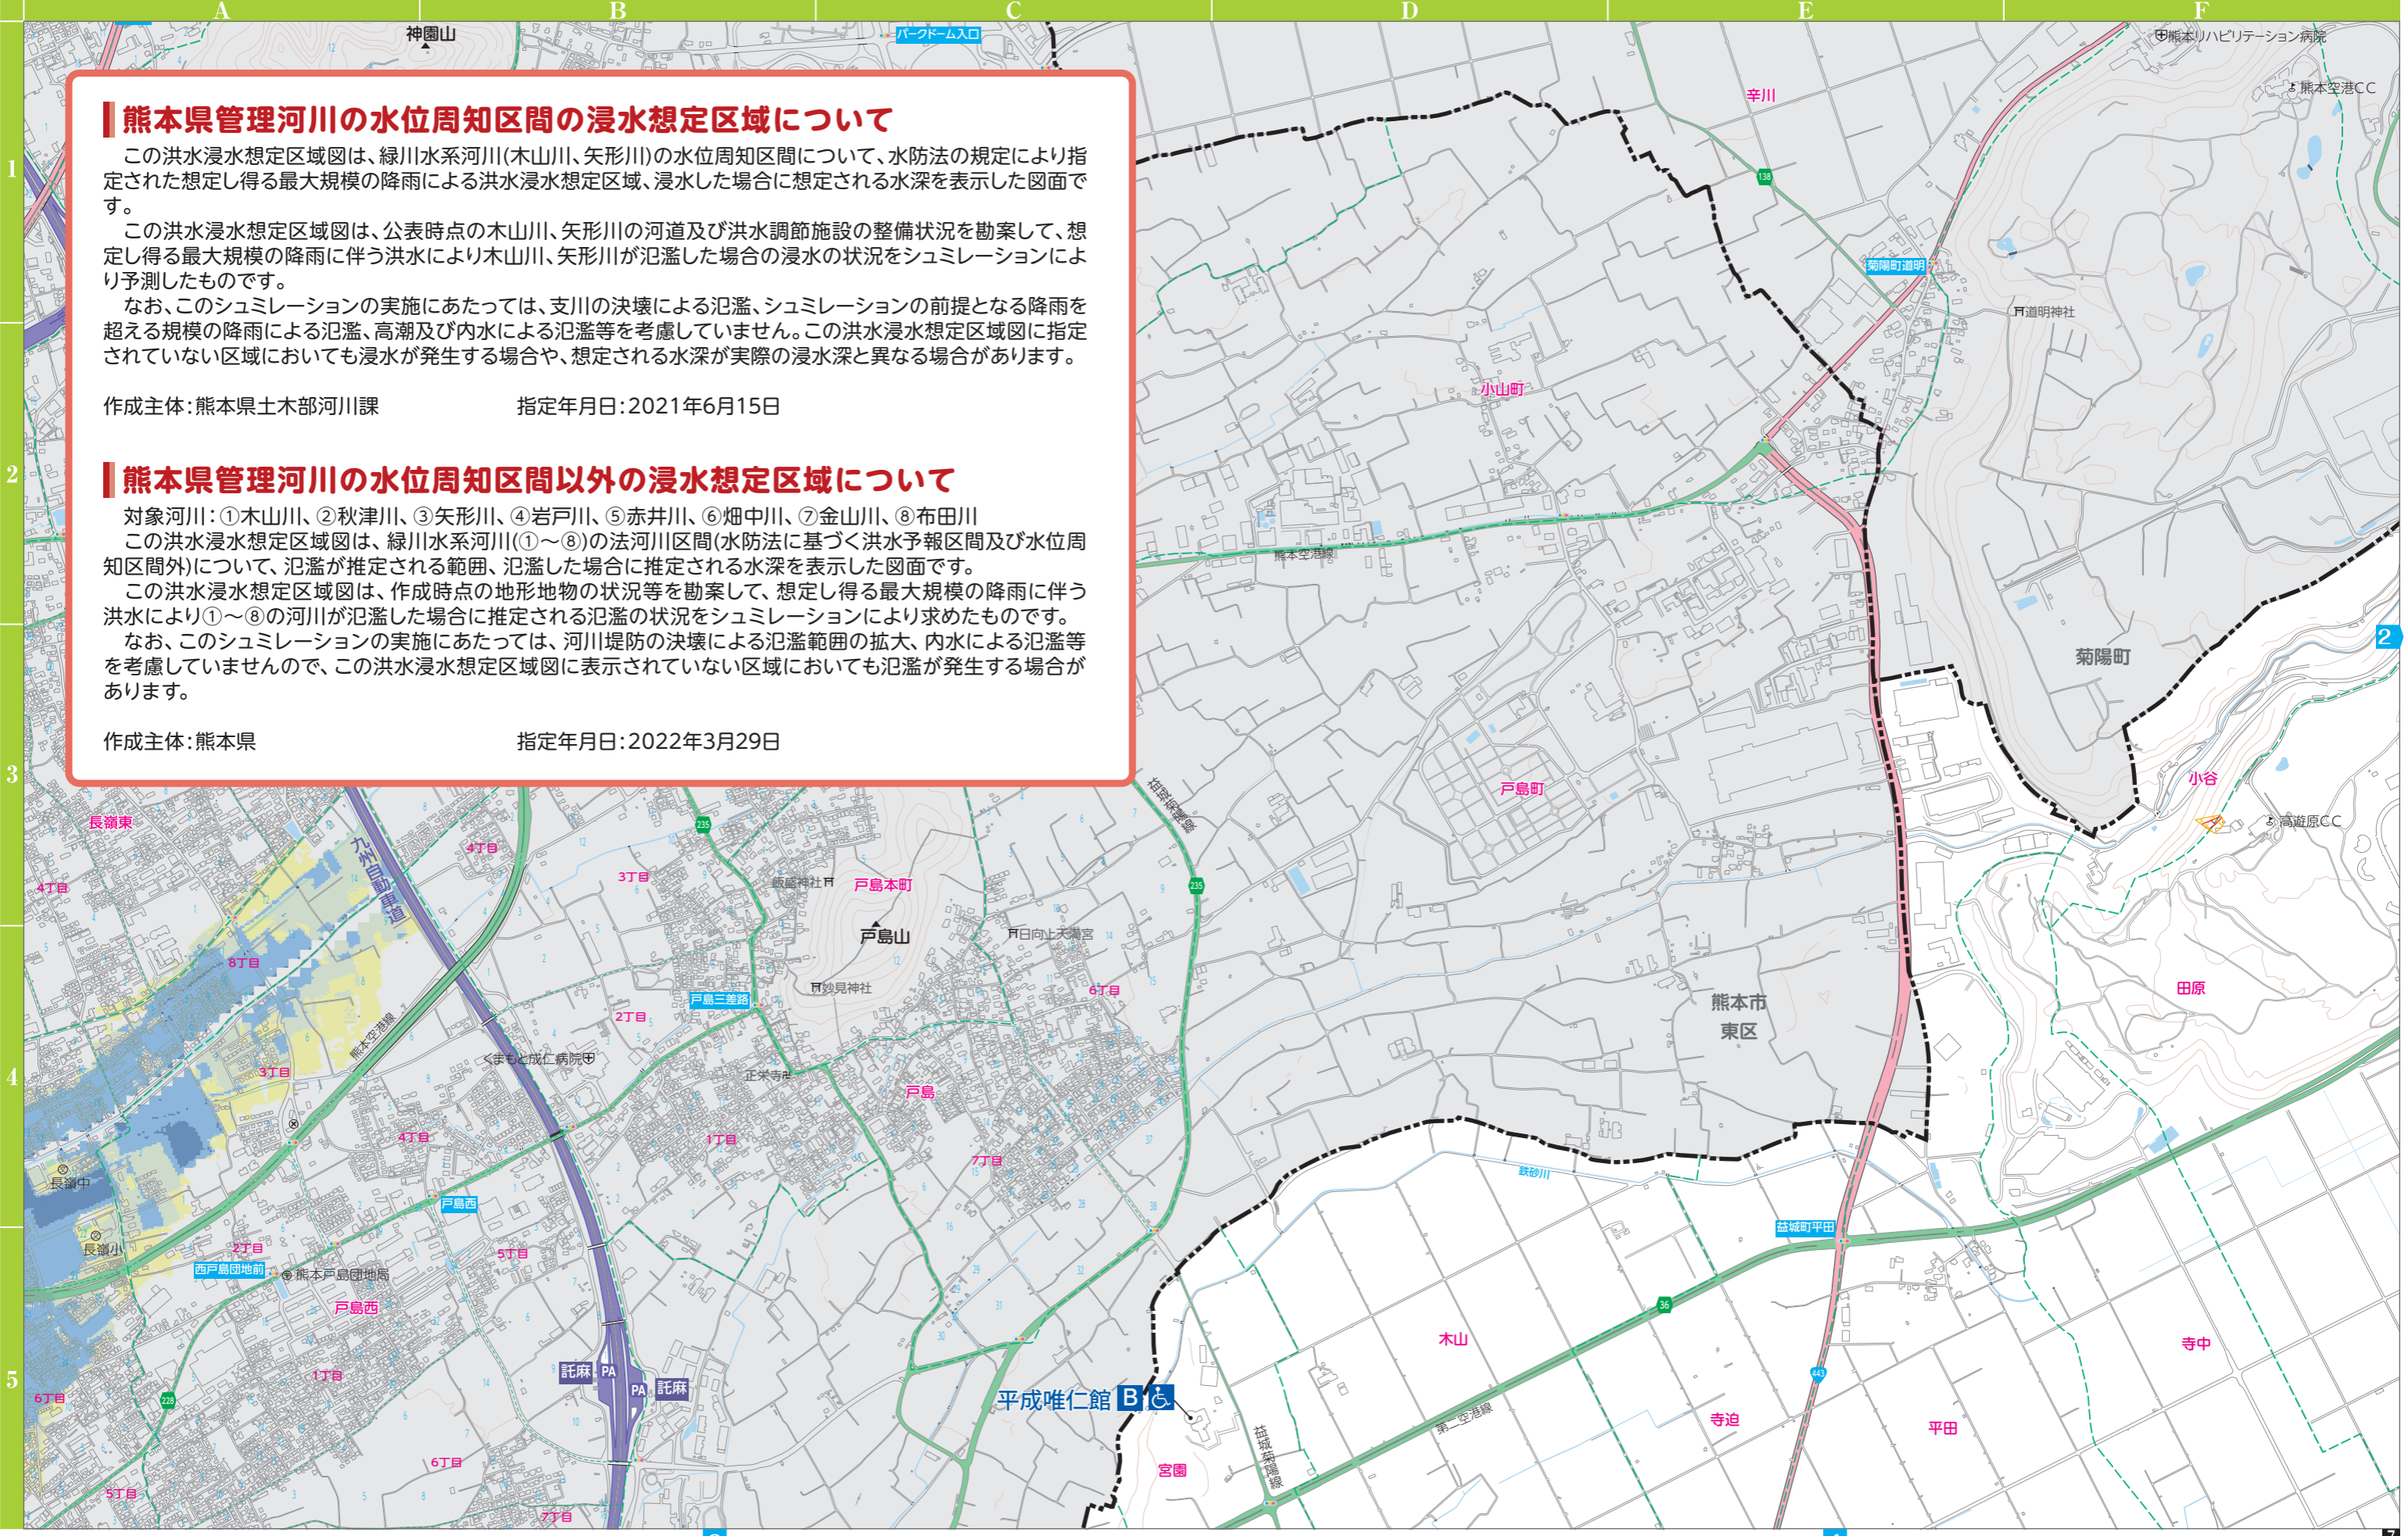 A
B
C
D
E
F
1
2
3
4
5
熊本県管理河川の水位周知区間の浸水想定区域について
この洪水浸水想定区域図は、緑川水系河川(木山川、矢形川)の水位周知区間について、水防法の規定により指
定された想定し得る最大規模の降雨による洪水浸水想定区域、浸水した場合に想定される水深を表示した図面で
す。
この洪水浸水想定区域図は、公表時点の木山川、矢形川の河道及び洪水調節施設の整備状況を勘案して、想
定し得る最大規模の降雨に伴う洪水により木山川、矢形川が氾濫した場合の浸水の状況をシュミレーションによ
り予測したものです。
なお、このシュミレーションの実施にあたっては、支川の決壊による氾濫、シュミレーションの前提となる降雨を
超える規模の降雨による氾濫、高潮及び内水による氾濫等を考慮していません。この洪水浸水想定区域図に指定
されていない区域においても浸水が発生する場合や、想定される水深が実際の浸水深と異なる場合があります。
作成主体：熊本県土木部河川課 指定年月日：2021年6月15日
熊本県管理河川の水位周知区間以外の浸水想定区域について
対象河川：①木山川、②秋津川、③矢形川、④岩戸川、⑤赤井川、⑥畑中川、⑦金山川、⑧布田川
この洪水浸水想定区域図は、緑川水系河川(①～⑧)の法河川区間(水防法に基づく洪水予報区間及び水位周
知区間外)について、氾濫が推定される範囲、氾濫した場合に推定される水深を表示した図面です。
この洪水浸水想定区域図は、作成時点の地形地物の状況等を勘案して、想定し得る最大規模の降雨に伴う
洪水により①～⑧の河川が氾濫した場合に推定される氾濫の状況をシュミレーションにより求めたものです。
なお、このシュミレーションの実施にあたっては、河川堤防の決壊による氾濫範囲の拡大、内水による氾濫等
を考慮していませんので、この洪水浸水想定区域図に表示されていない区域においても氾濫が発生する場合が
あります。
作成主体：熊本県 指定年月日：2022年3月29日
神園山
パークドーム入口
熊本リハビリテーション病院
熊本空港CC
辛川
138
菊陽町道明
道明神社
小山町
熊本空港線
菊陽町
2
小谷
高遊原CC
戸島町
益城菊陽線
235
235
長嶺東
4丁目
4丁目
3丁目
九州自動車道
飯盛神社
戸島本町
戸島山
日向上天満宮
8丁目
妙見神社
6丁目
戸島三差路
2丁目
熊本市
東区
田原
熊本空港線
くまもと成仁病院
3丁目
正栄寺
戸島
4丁目
1丁目
7丁目
長嶺中
鉄砂川
戸島西
益城町平田
長嶺小
2丁目
5丁目
西戸島団地前
熊本戸島団地局
戸島西
36
木山
寺中
1丁目
託麻
PA
PA
託麻
443
6丁目
228
平成唯仁館
B
第二空港線
益城菊陽線
寺迫
平田
6丁目
宮園
5丁目
7丁目